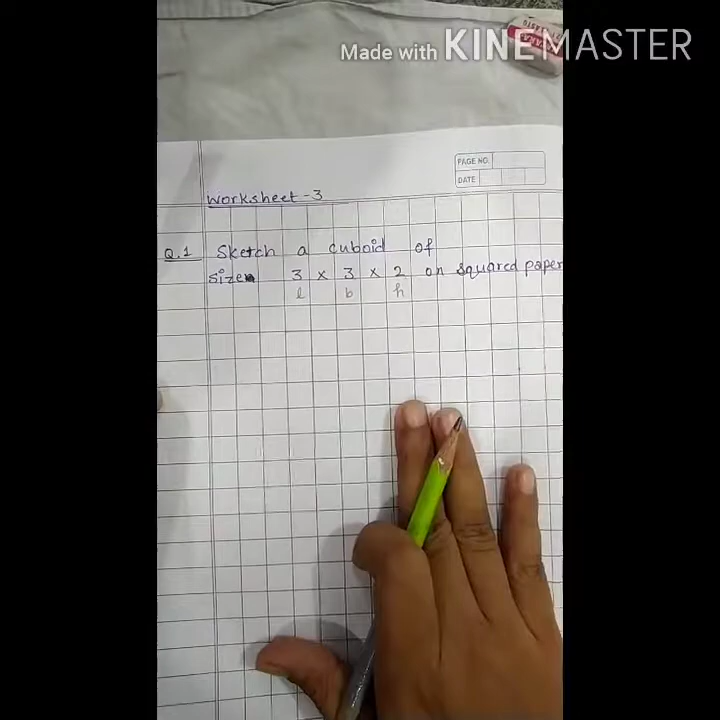 Made with KINEMASTER
PAGE NO.
DATE
Worksheet-3
Q.1 Sketch a cuboid of
size 3 x 3 x 2 on squared paper
l b h